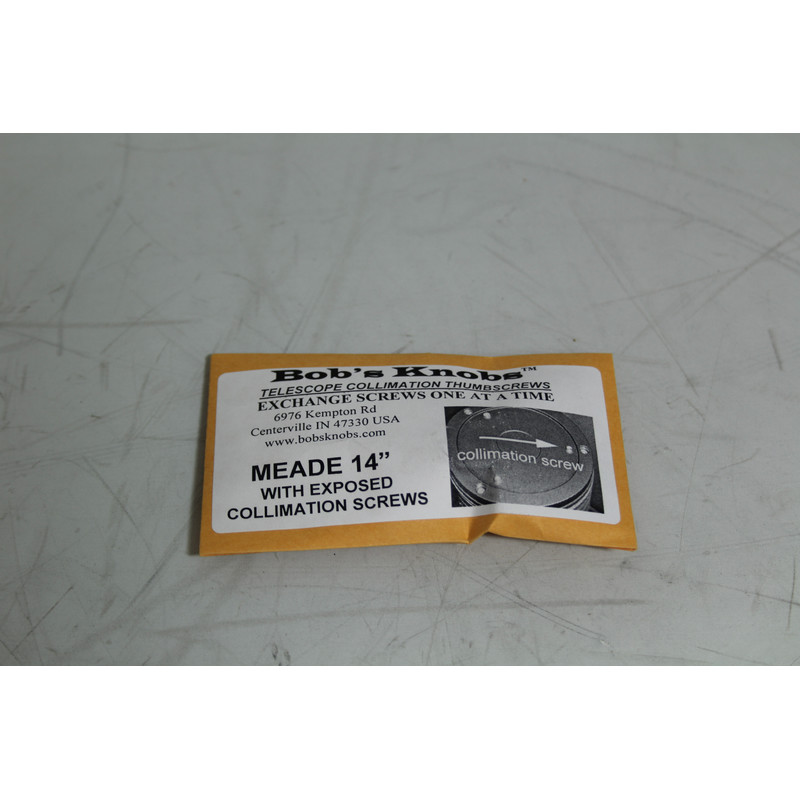 Bob's Knobs™
TELESCOPE COLLIMATION THUMBSCREWS
EXCHANGE SCREWS ONE AT A TIME
6976 Kempton Rd
Centerville IN 47330 USA
www.bobsknobs.com
MEADE 14”
WITH EXPOSED
COLLIMATION SCREWS
collimation screw